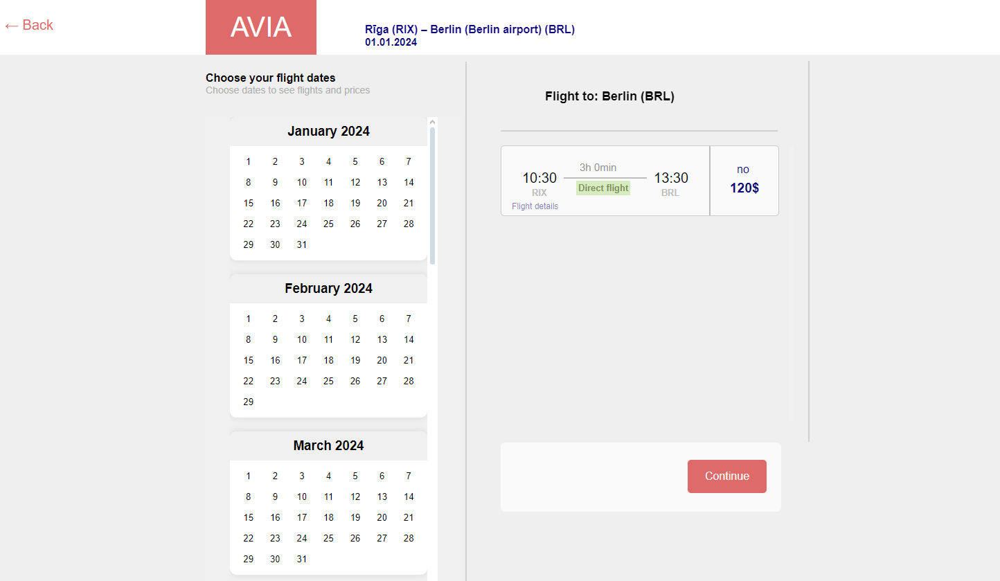 ← Back
AVIA
Rīga (RIX) – Berlin (Berlin airport) (BRL)
01.01.2024
Choose your flight dates
Choose dates to see flights and prices
January 2024
1 2 3 4 5 6 7
8 9 10 11 12 13 14
15 16 17 18 19 20 21
22 23 24 25 26 27 28
29 30 31
February 2024
1 2 3 4 5 6 7
8 9 10 11 12 13 14
15 16 17 18 19 20 21
22 23 24 25 26 27 28
29
March 2024
1 2 3 4 5 6 7
8 9 10 11 12 13 14
15 16 17 18 19 20 21
22 23 24 25 26 27 28
29 30 31
Flight to: Berlin (BRL)
3h 0min
10:30 13:30
Direct flight
RIX BRL
Flight details
no
120$
Continue